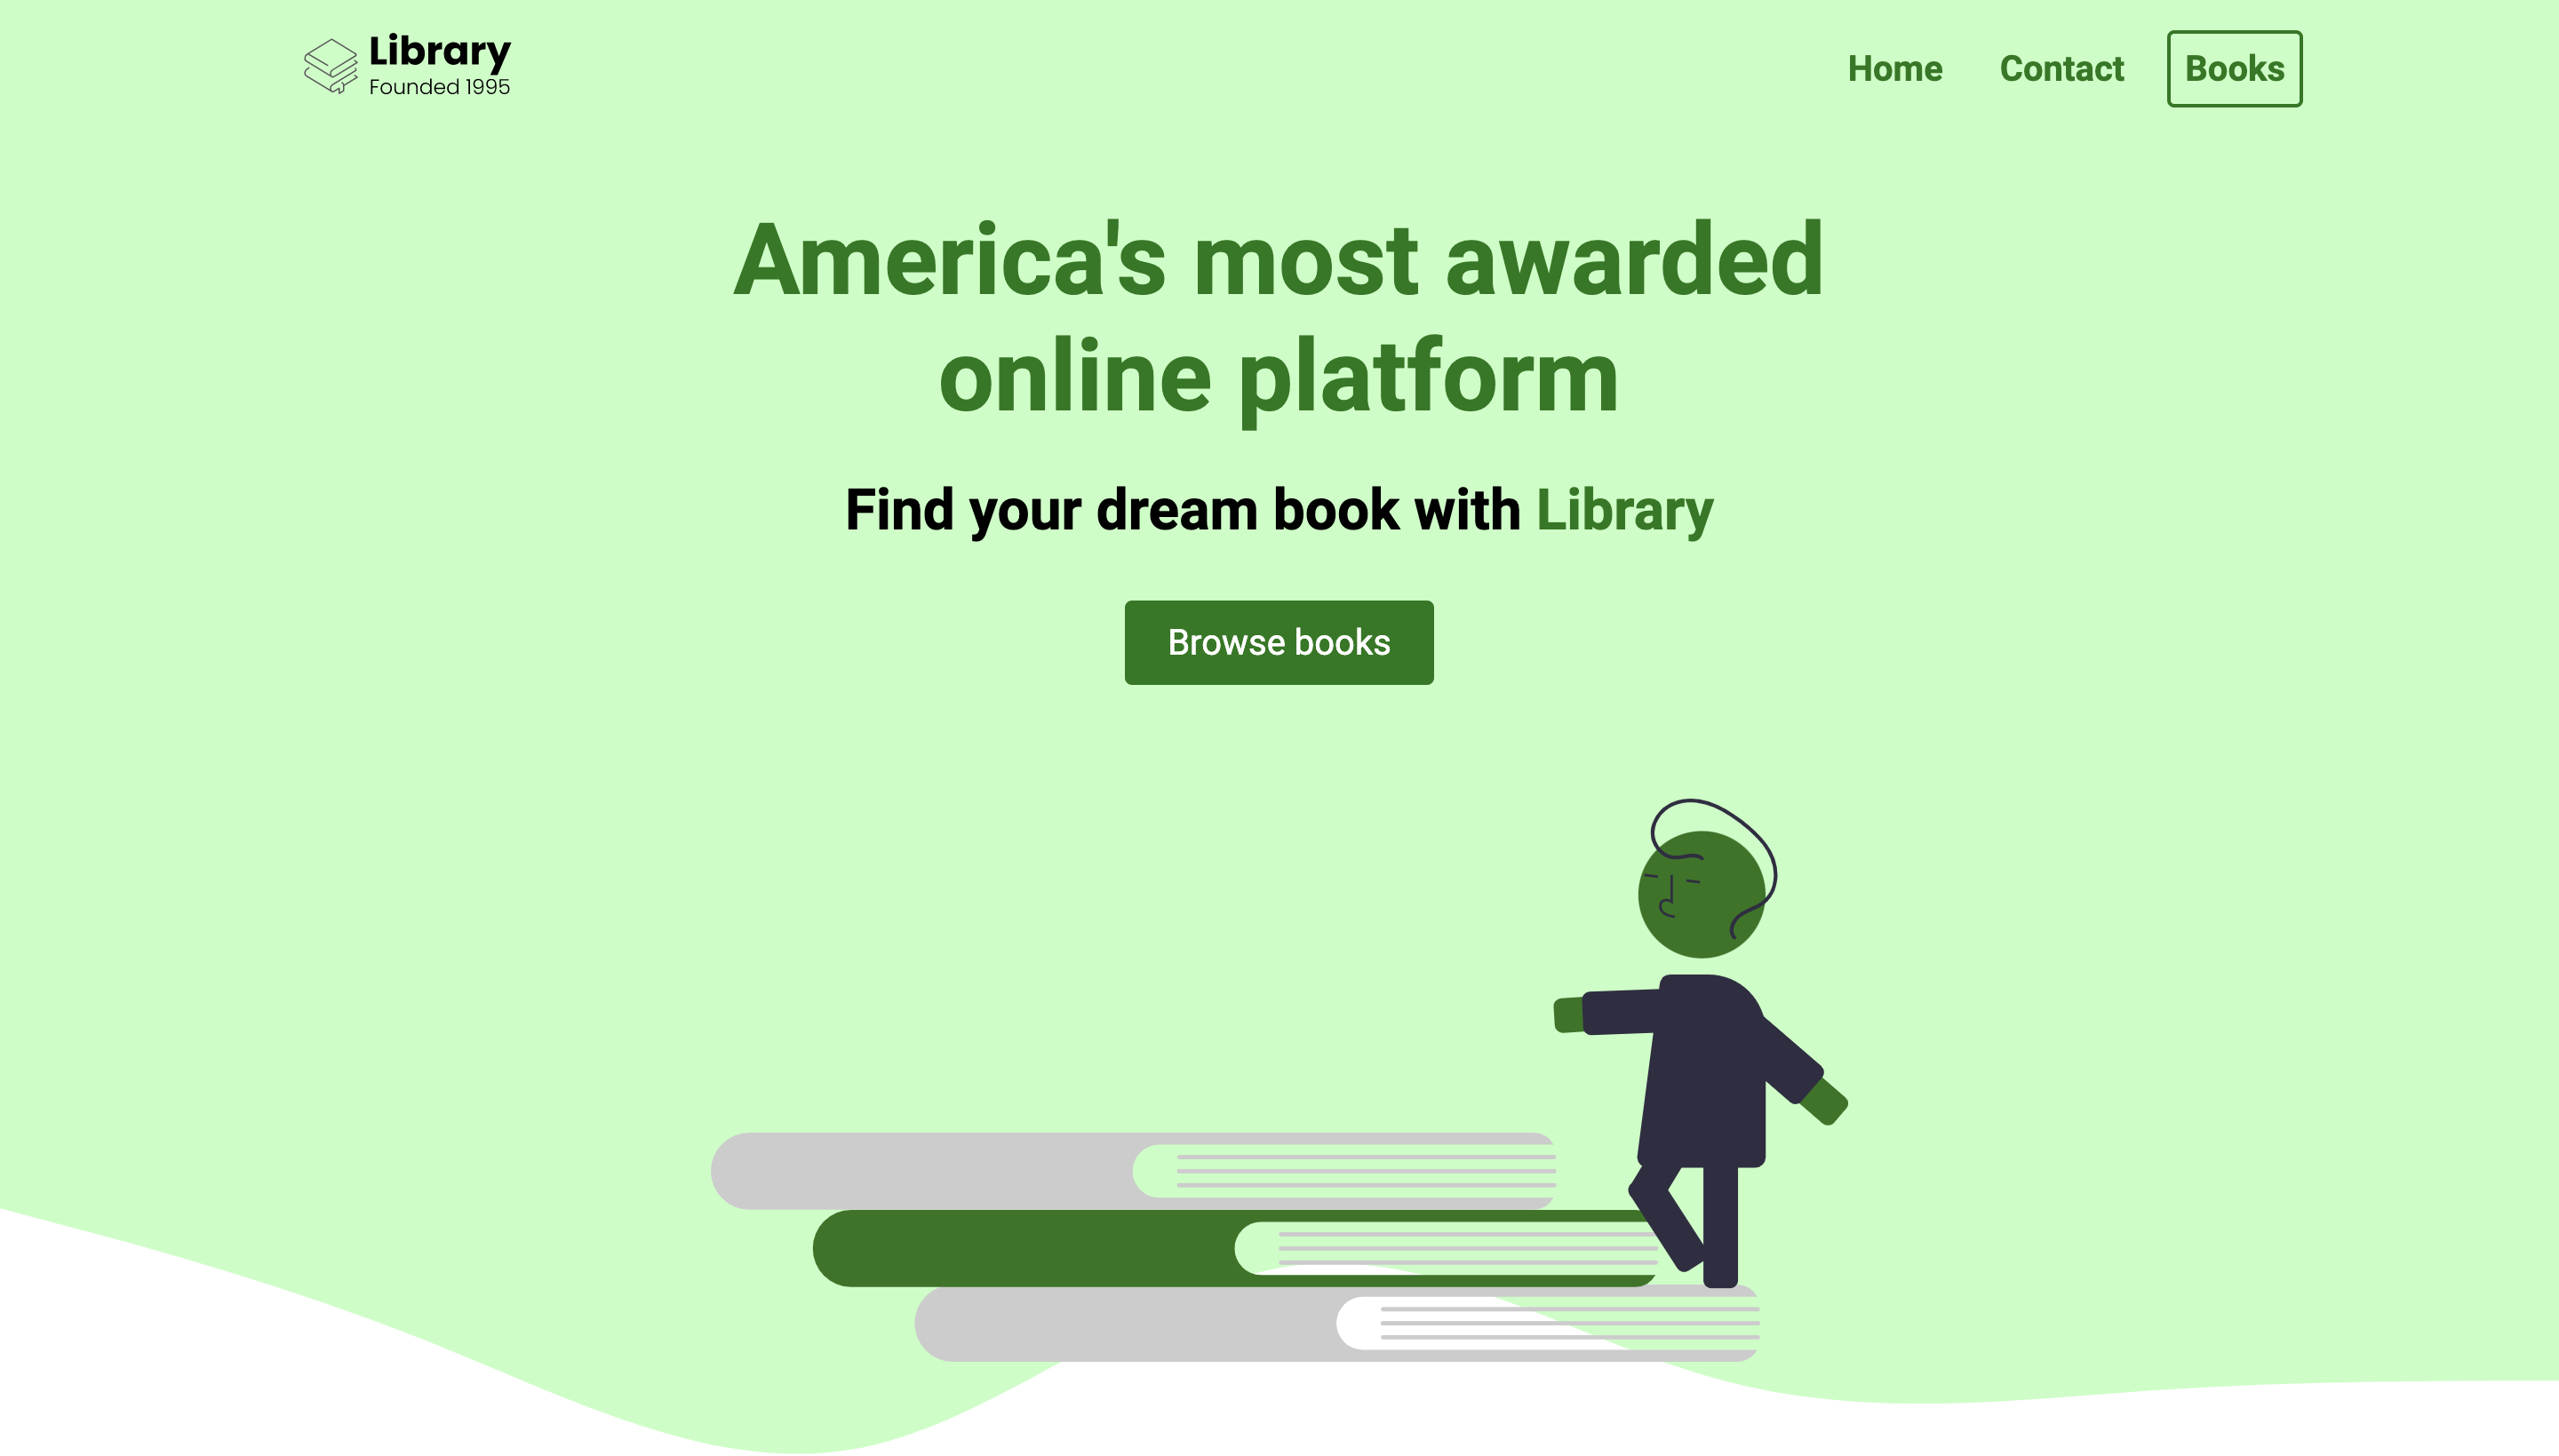 Library
Founded 1995
Home Contact Books
America's most awarded
online platform
Find your dream book with Library
Browse books